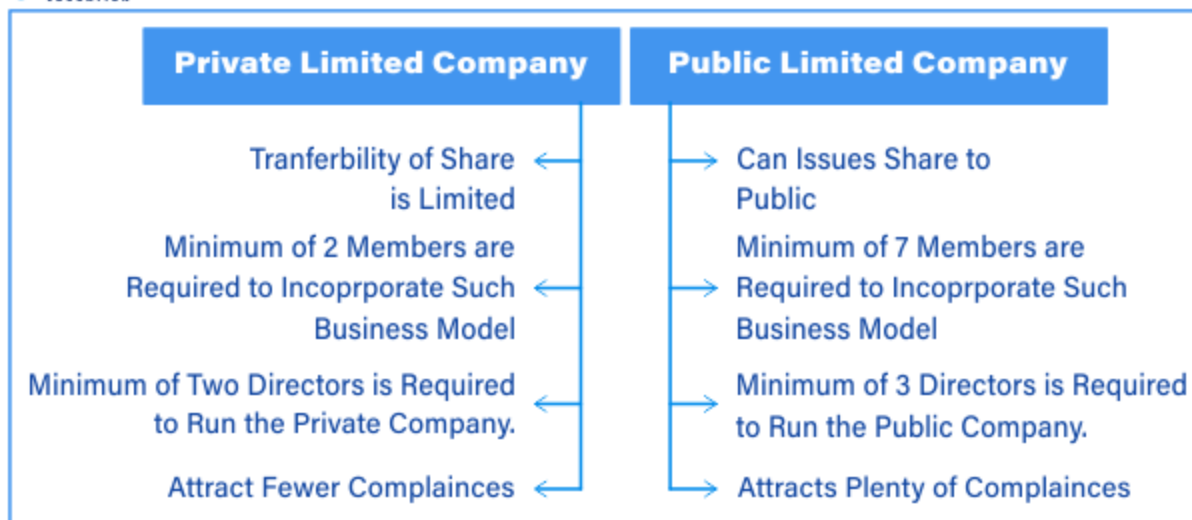 Private Limited Company
Tranferbility of Share
is Limited
Minimum of 2 Members are
Required to Incoprporate Such
Business Model
Minimum of Two Directors is Required
to Run the Private Company.
Attract Fewer Complainces
Public Limited Company
Can Issues Share to
Public
Minimum of 7 Members are
Required to Incoprporate Such
Business Model
Minimum of 3 Directors is Required
to Run the Public Company.
Attracts Plenty of Complainces